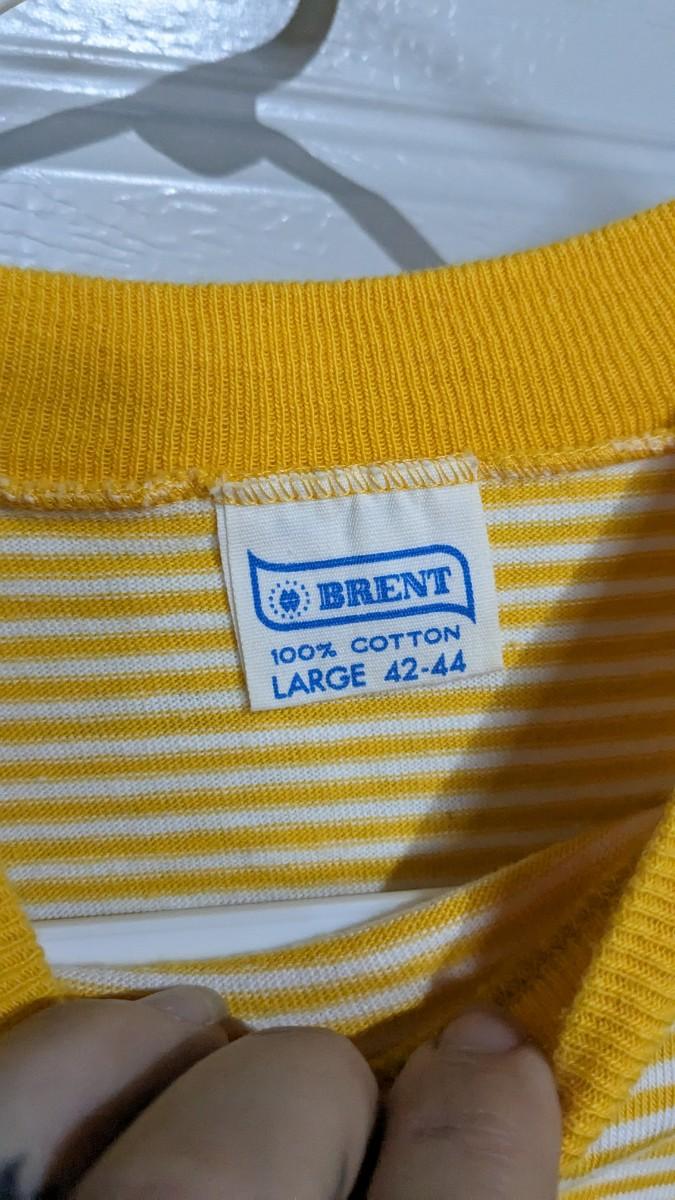 BRENT
100% COTTON
LARGE 42-44